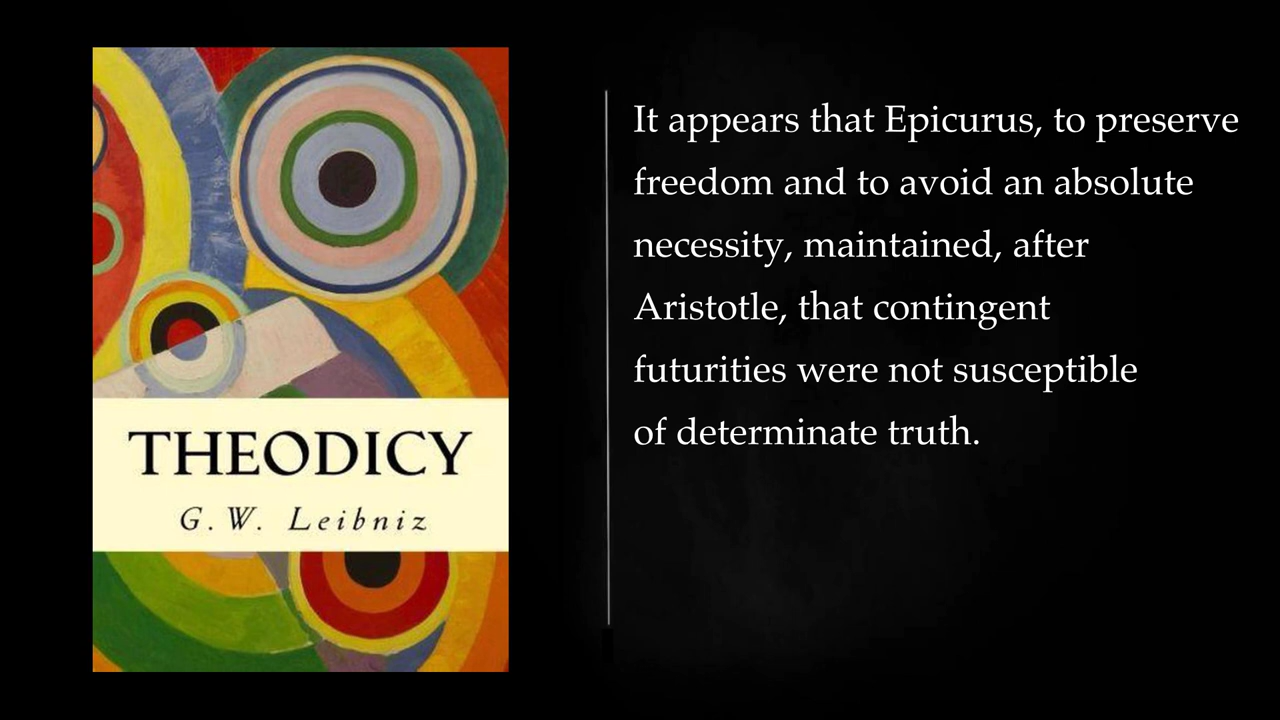 THEODICY
G. W. Leibniz
It appears that Epicurus, to preserve
freedom and to avoid an absolute
necessity, maintained, after
Aristotle, that contingent
futurities were not susceptible
of determinate truth.